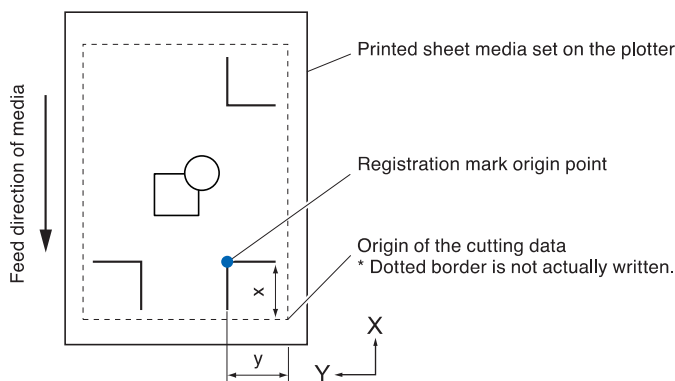 Printed sheet media set on the plotter
Feed direction of media
Registration mark origin point
Origin of the cutting data
* Dotted border is not actually written.
x
y
X
Y